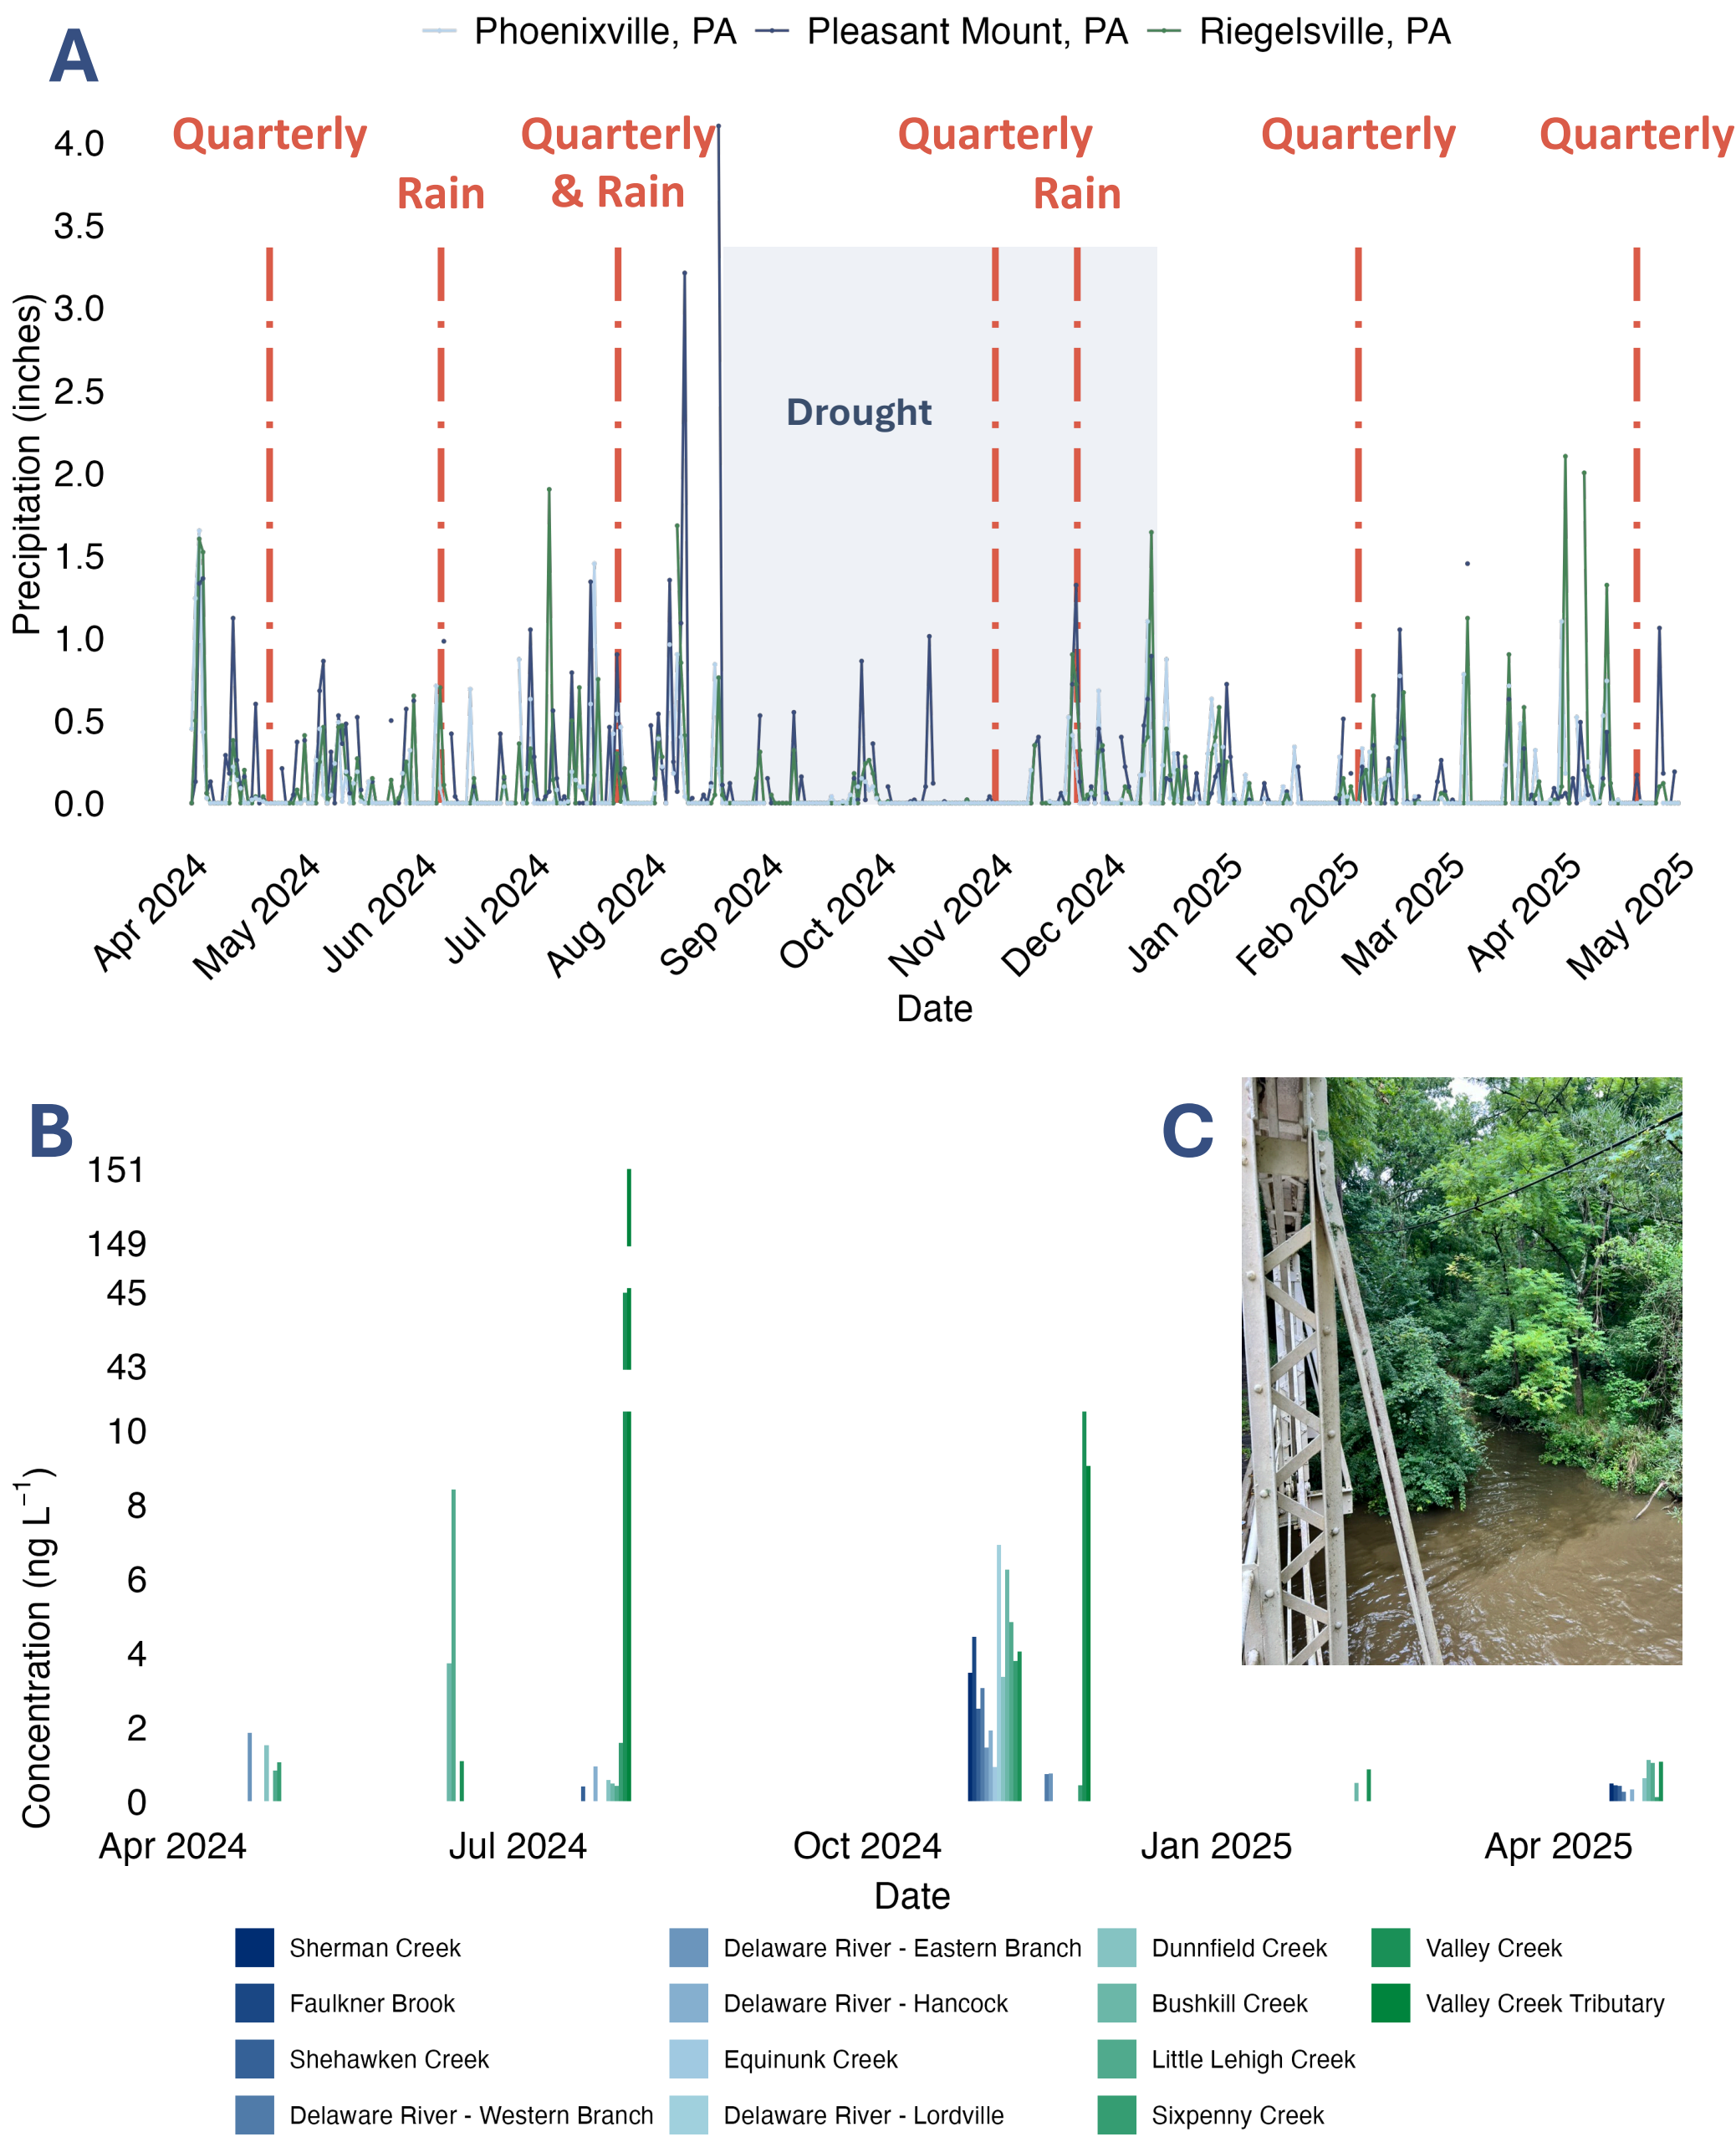 A
Phoenixville, PA Pleasant Mount, PA Riegelsville, PA
Quarterly Quarterly Quarterly Quarterly Quarterly
Rain & Rain Rain
4.0
3.5
3.0
2.5
2.0
1.5
1.0
0.5
0.0
Precipitation (inches)
Drought
Apr 2024 May 2024 Jun 2024 Jul 2024 Aug 2024 Sep 2024 Oct 2024 Nov 2024 Dec 2024 Jan 2025 Feb 2025 Mar 2025 Apr 2025 May 2025
Date
B
C
151
149
45
43
10
8
6
4
2
0
Concentration (ng L⁻¹)
Apr 2024 Jul 2024 Oct 2024 Jan 2025 Apr 2025
Date
Sherman Creek Delaware River - Eastern Branch Dunnfield Creek Valley Creek
Faulkner Brook Delaware River - Hancock Bushkill Creek Valley Creek Tributary
Shehawken Creek Equinunk Creek Little Lehigh Creek
Delaware River - Western Branch Delaware River - Lordville Sixpenny Creek